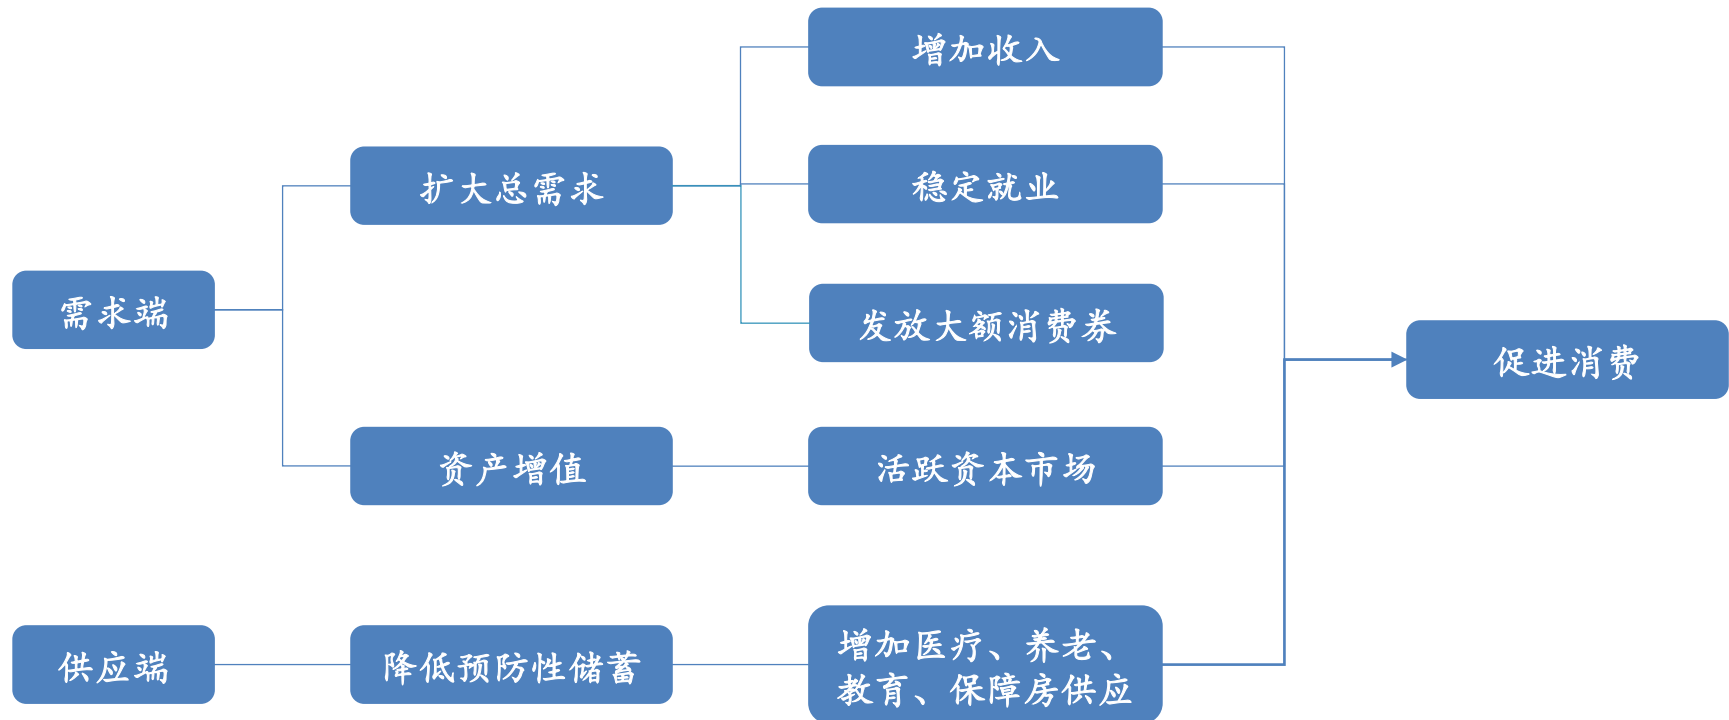 增加收入
扩大总需求
稳定就业
需求端
发放大额消费券
促进消费
资产增值
活跃资本市场
供应端
降低预防性储蓄
增加医疗、养老、
教育、保障房供应